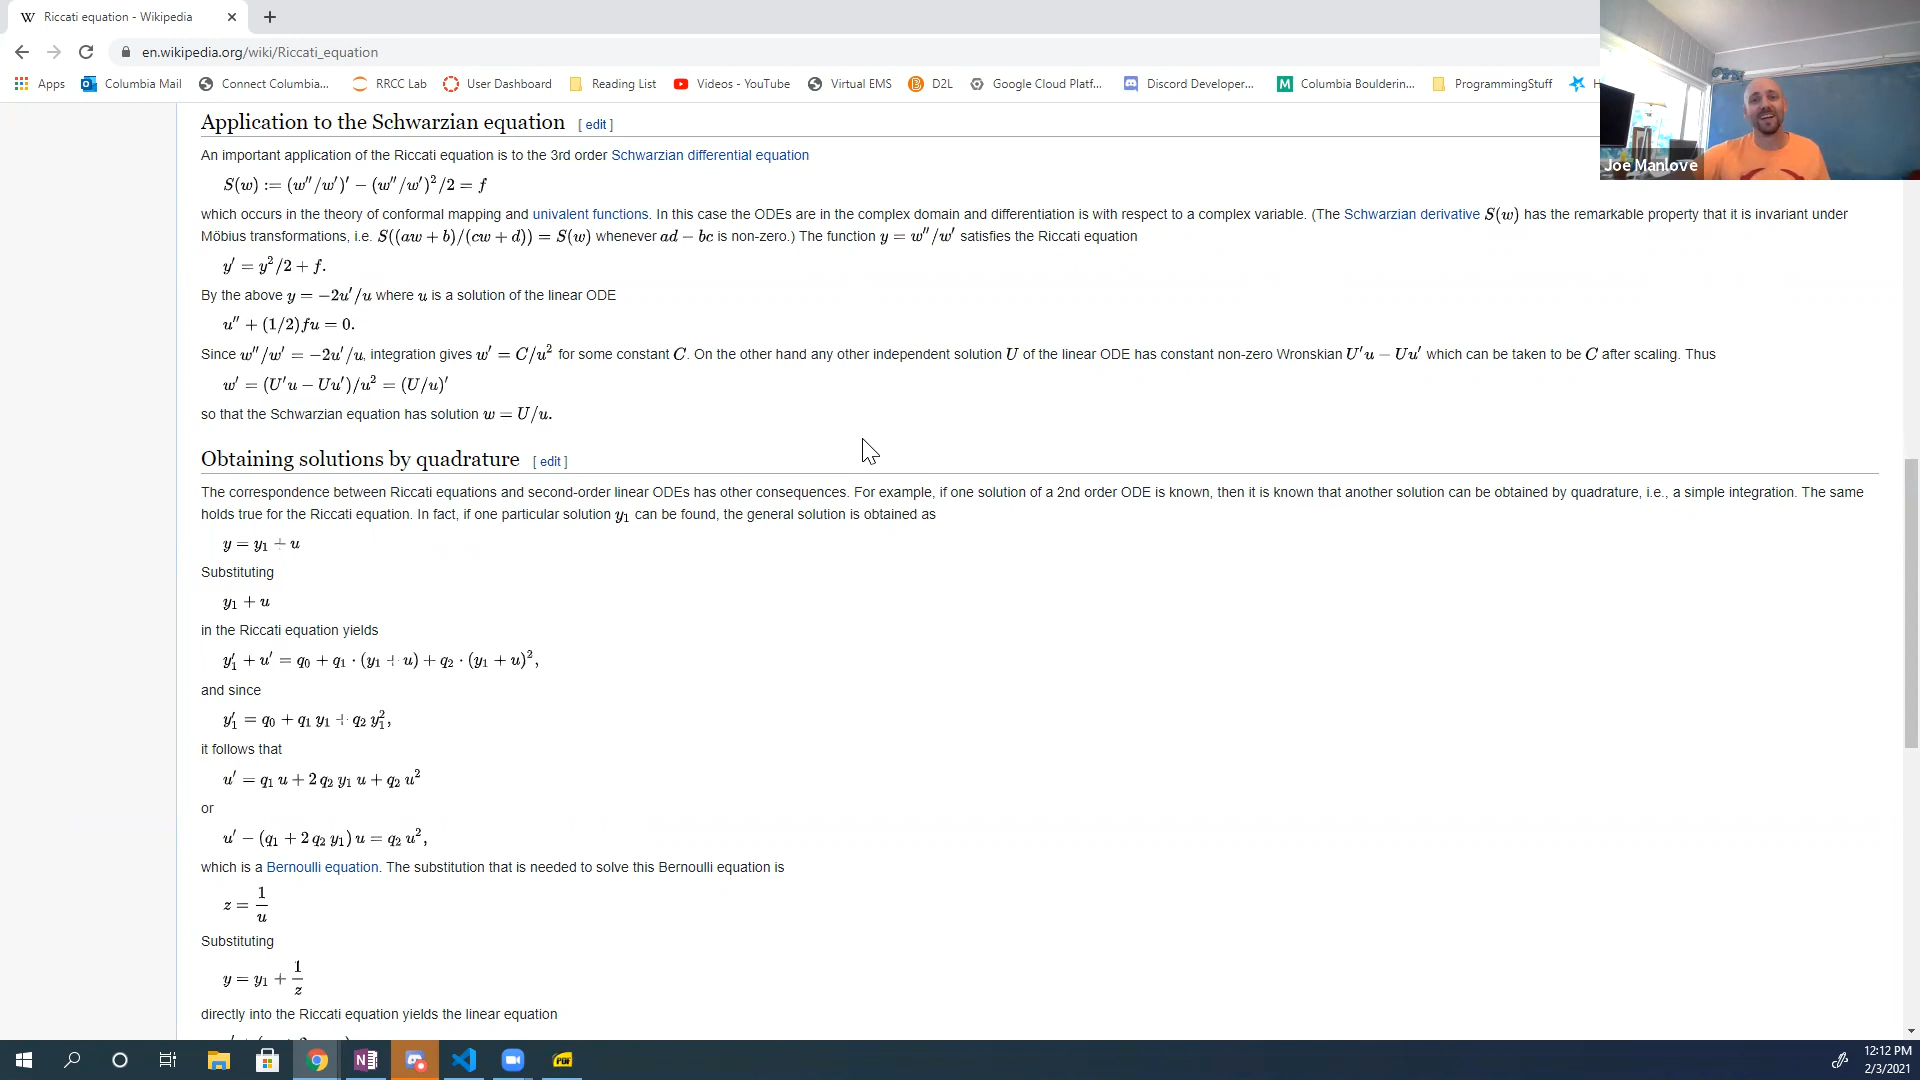 Riccati equation - Wikipedia
en.wikipedia.org/wiki/Riccati_equation
Apps Columbia Mail Connect Columbia... RRCC Lab User Dashboard Reading List Videos - YouTube Virtual EMS D2L Google Cloud Platf... Discord Developer... Columbia Boulderin... ProgrammingStuff H
Joe Manlove
Application to the Schwarzian equation [ edit ]
An important application of the Riccati equation is to the 3rd order Schwarzian differential equation
S(w) := (w″/w′)′ − (w″/w′)²/2 = f
which occurs in the theory of conformal mapping and univalent functions. In this case the ODEs are in the complex domain and differentiation is with respect to a complex variable. (The Schwarzian derivative S(w) has the remarkable property that it is invariant under
Möbius transformations, i.e. S((aw + b)/(cw + d)) = S(w) whenever ad − bc is non-zero.) The function y = w″/w′ satisfies the Riccati equation
y′ = y²/2 + f.
By the above y = −2u′/u where u is a solution of the linear ODE
u″ + (1/2)fu = 0.
Since w″/w′ = −2u′/u, integration gives w′ = C/u² for some constant C. On the other hand any other independent solution U of the linear ODE has constant non-zero Wronskian U′u − Uu′ which can be taken to be C after scaling. Thus
w′ = (U′u − Uu′)/u² = (U/u)′
so that the Schwarzian equation has solution w = U/u.
Obtaining solutions by quadrature [ edit ]
The correspondence between Riccati equations and second-order linear ODEs has other consequences. For example, if one solution of a 2nd order ODE is known, then it is known that another solution can be obtained by quadrature, i.e., a simple integration. The same
holds true for the Riccati equation. In fact, if one particular solution y₁ can be found, the general solution is obtained as
y = y₁ + u
Substituting
y₁ + u
in the Riccati equation yields
y₁′ + u′ = q₀ + q₁ · (y₁ + u) + q₂ · (y₁ + u)²,
and since
y₁′ = q₀ + q₁ y₁ + q₂ y₁²,
it follows that
u′ = q₁ u + 2 q₂ y₁ u + q₂ u²
or
u′ − (q₁ + 2 q₂ y₁) u = q₂ u²,
which is a Bernoulli equation. The substitution that is needed to solve this Bernoulli equation is
z = 1/u
Substituting
y = y₁ + 1/z
directly into the Riccati equation yields the linear equation
PDF
12:12 PM
2/3/2021